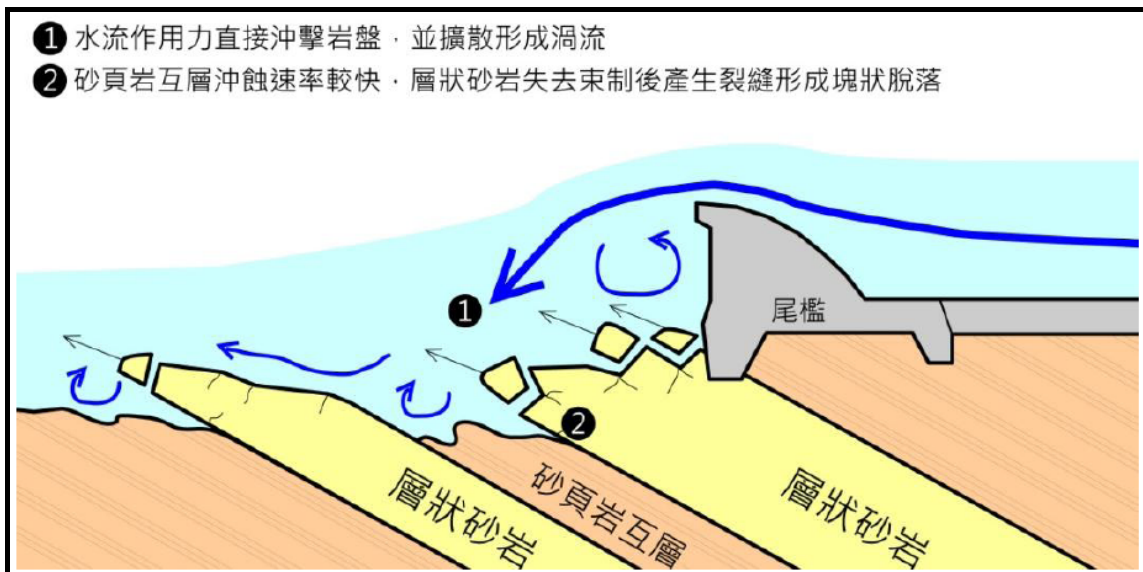 ❶ 水流作用力直接沖擊岩盤，並擴散形成渦流
❷ 砂頁岩互層沖蝕速率較快，層狀砂岩失去束制後產生裂縫形成塊狀脫落
尾檻
❶
❷
層狀砂岩
砂頁岩互層
層狀砂岩